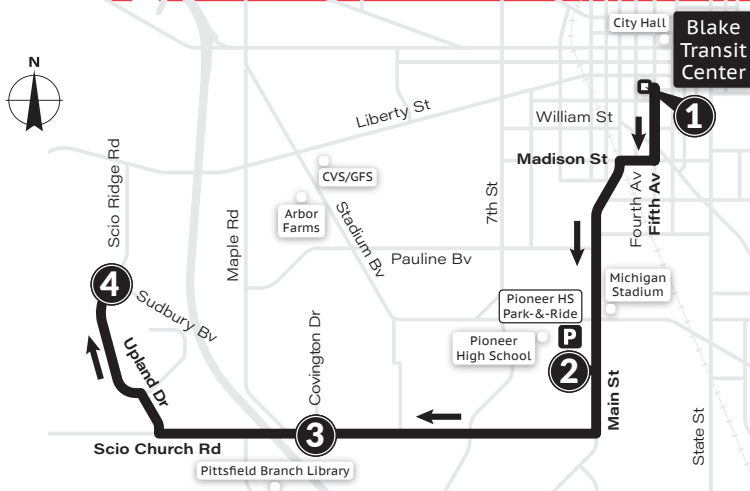 City Hall
Blake
Transit
Center
N
1
William St
Liberty St
Madison St
Scio Ridge Rd
CVS/GFS
Arbor
Farms
Maple Rd
Stadium Bv
7th St
Fourth Av
Fifth Av
Pauline Bv
4
Sudbury Bv
Michigan
Stadium
Pioneer HS
Park-&-Ride
P
Pioneer
High School
2
Upland Dr
Covington Dr
Main St
State St
3
Scio Church Rd
Pittsfield Branch Library